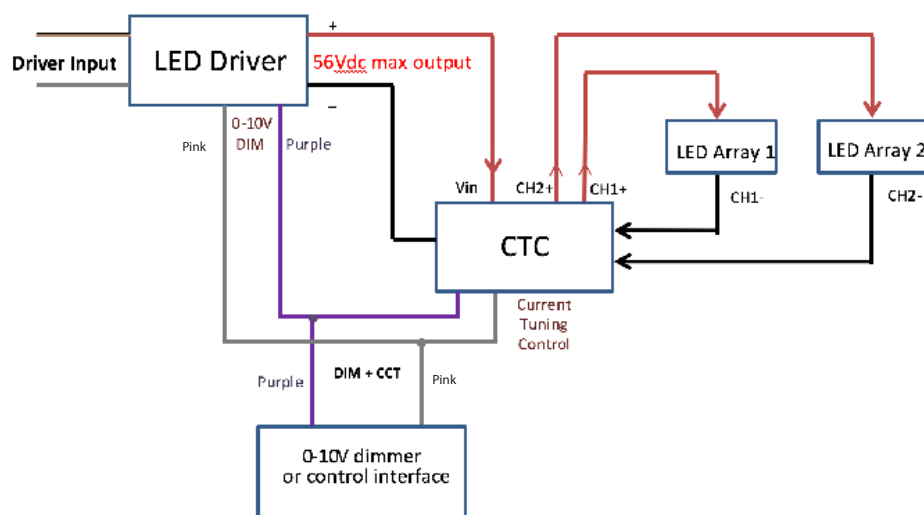 +
Driver Input
LED Driver
56Vdc max output
–
Pink
0-10V
DIM
Purple
Vin
CH2+
CH1+
LED Array 1
LED Array 2
CH1-
CH2-
CTC
Current
Tuning
Control
Purple
DIM + CCT
Pink
0-10V dimmer
or control interface